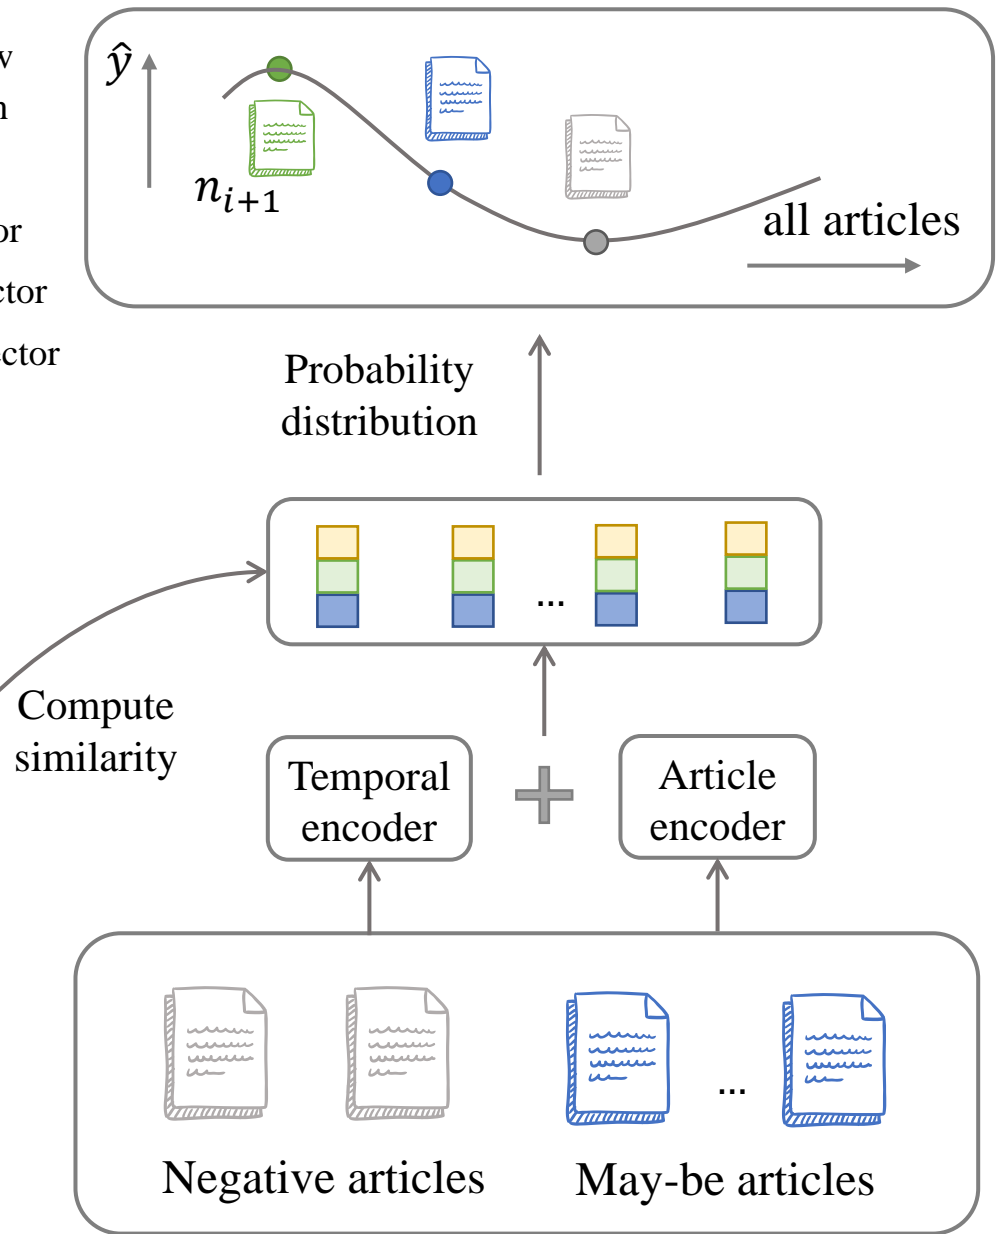 ŷ
n_{i+1}
all articles
Probability
distribution
...
Compute
similarity
Temporal
encoder
Article
encoder
...
Negative articles
May-be articles